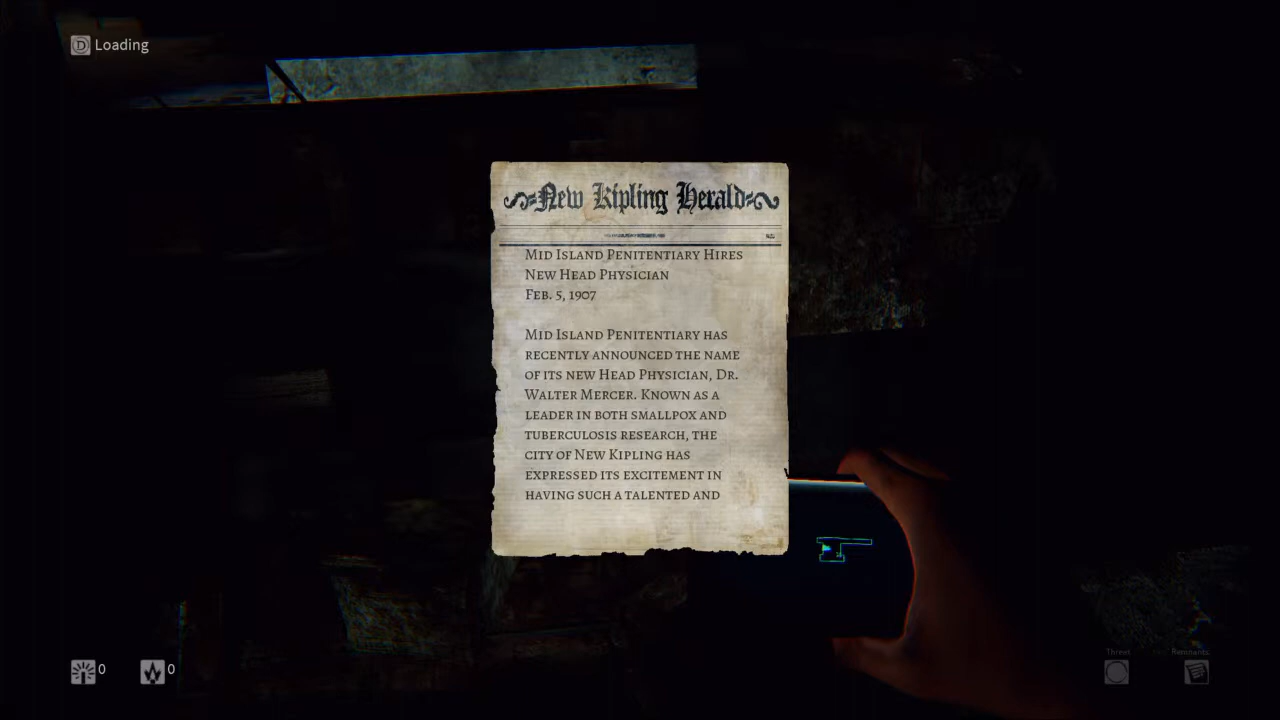 D Loading
New Kipling Herald
Mid Island Penitentiary Hires
New Head Physician
Feb. 5, 1907
Mid Island Penitentiary has
recently announced the name
of its new Head Physician, Dr.
Walter Mercer. Known as a
leader in both smallpox and
tuberculosis research, the
city of New Kipling has
expressed its excitement in
having such a talented and
Threat Remnants
0 0